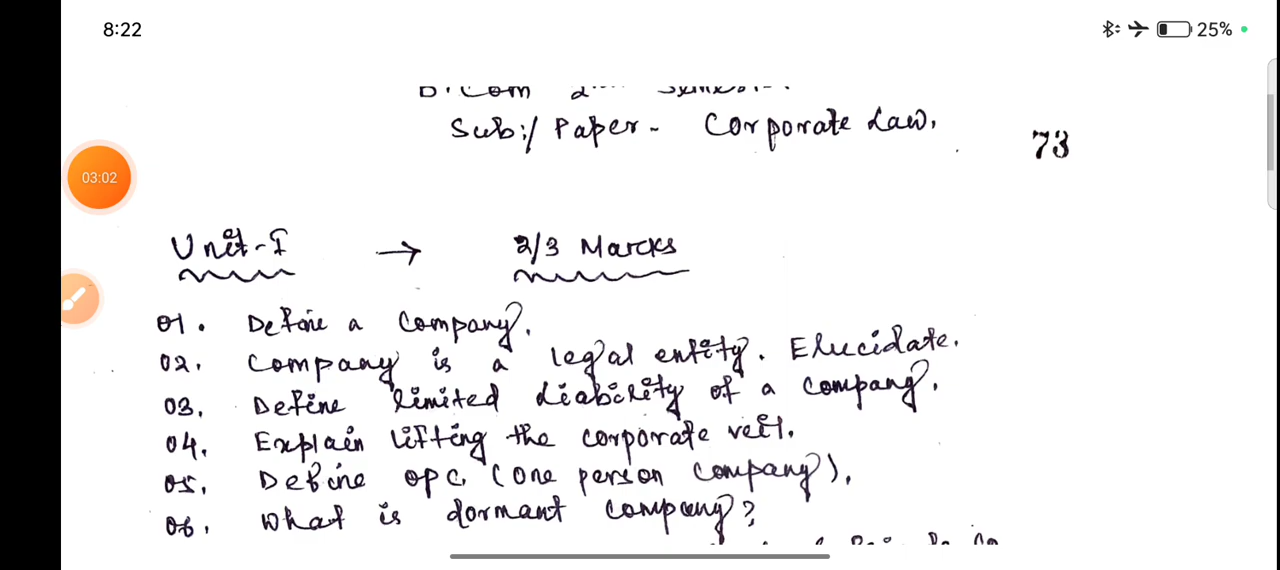 8:22
25%
B.Com
Sub:/ Paper - Corporate Law.
73
03:02
Unit-I → 2/3 Marks
01. Define a Company.
02. Company is a legal entity. Elucidate.
03. Define limited liability of a company.
04. Explain lifting the corporate veil.
05. Define OPC (One person company).
06. What is dormant company?